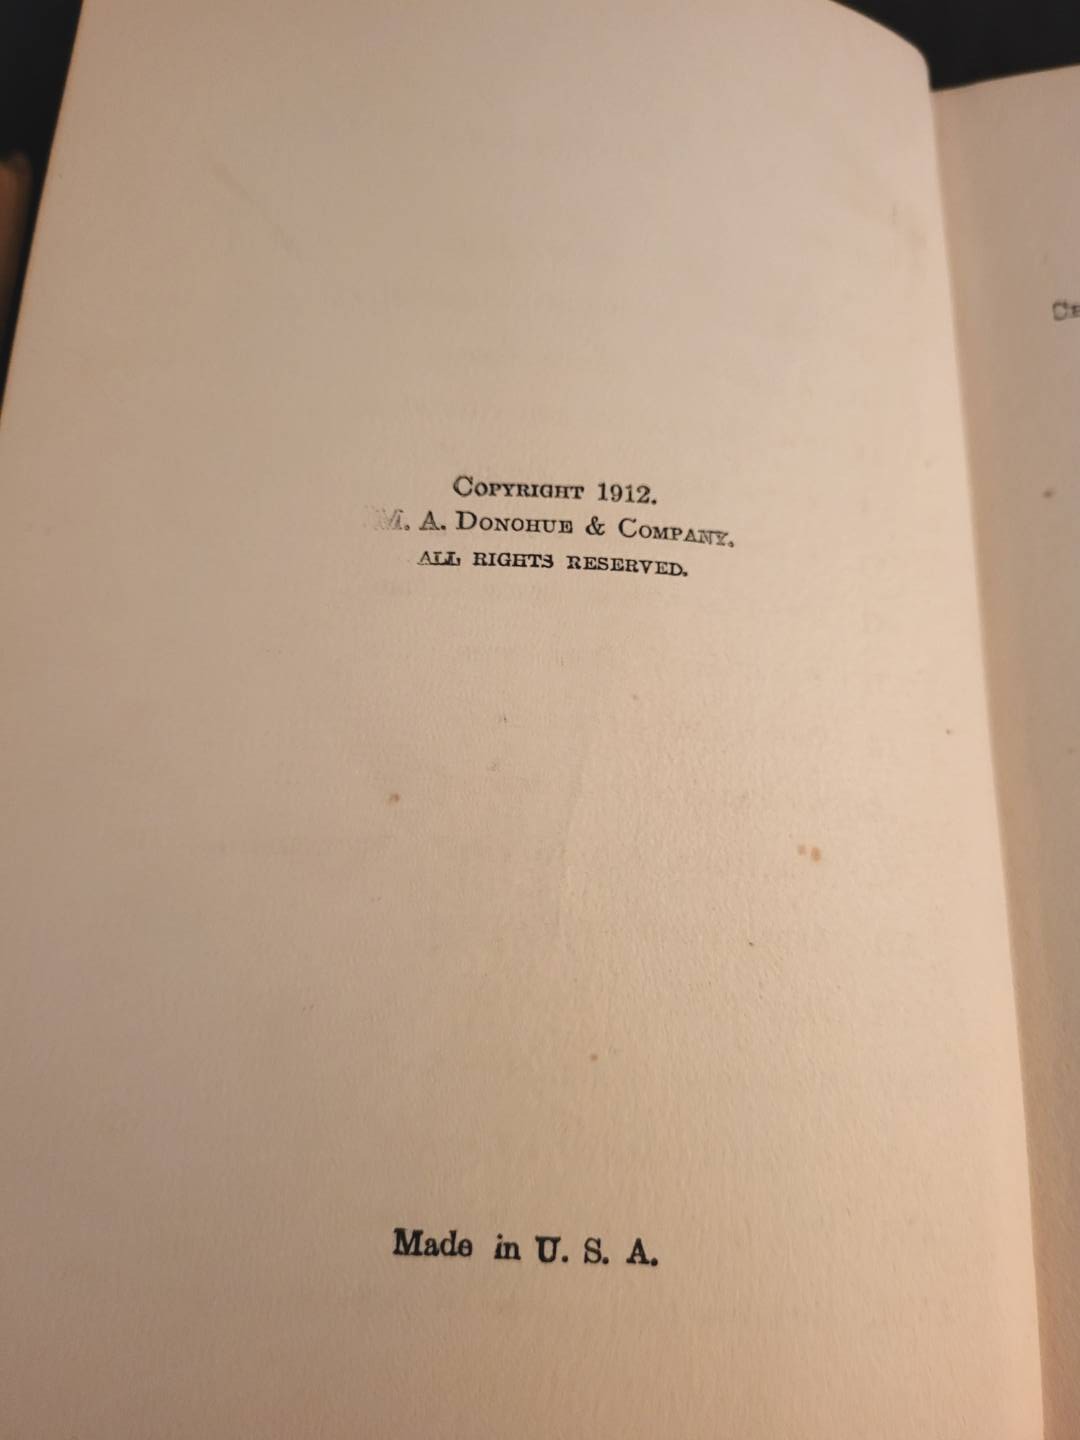 COPYRIGHT 1912.
M. A. DONOHUE & COMPANY.
ALL RIGHTS RESERVED.
Made in U. S. A.